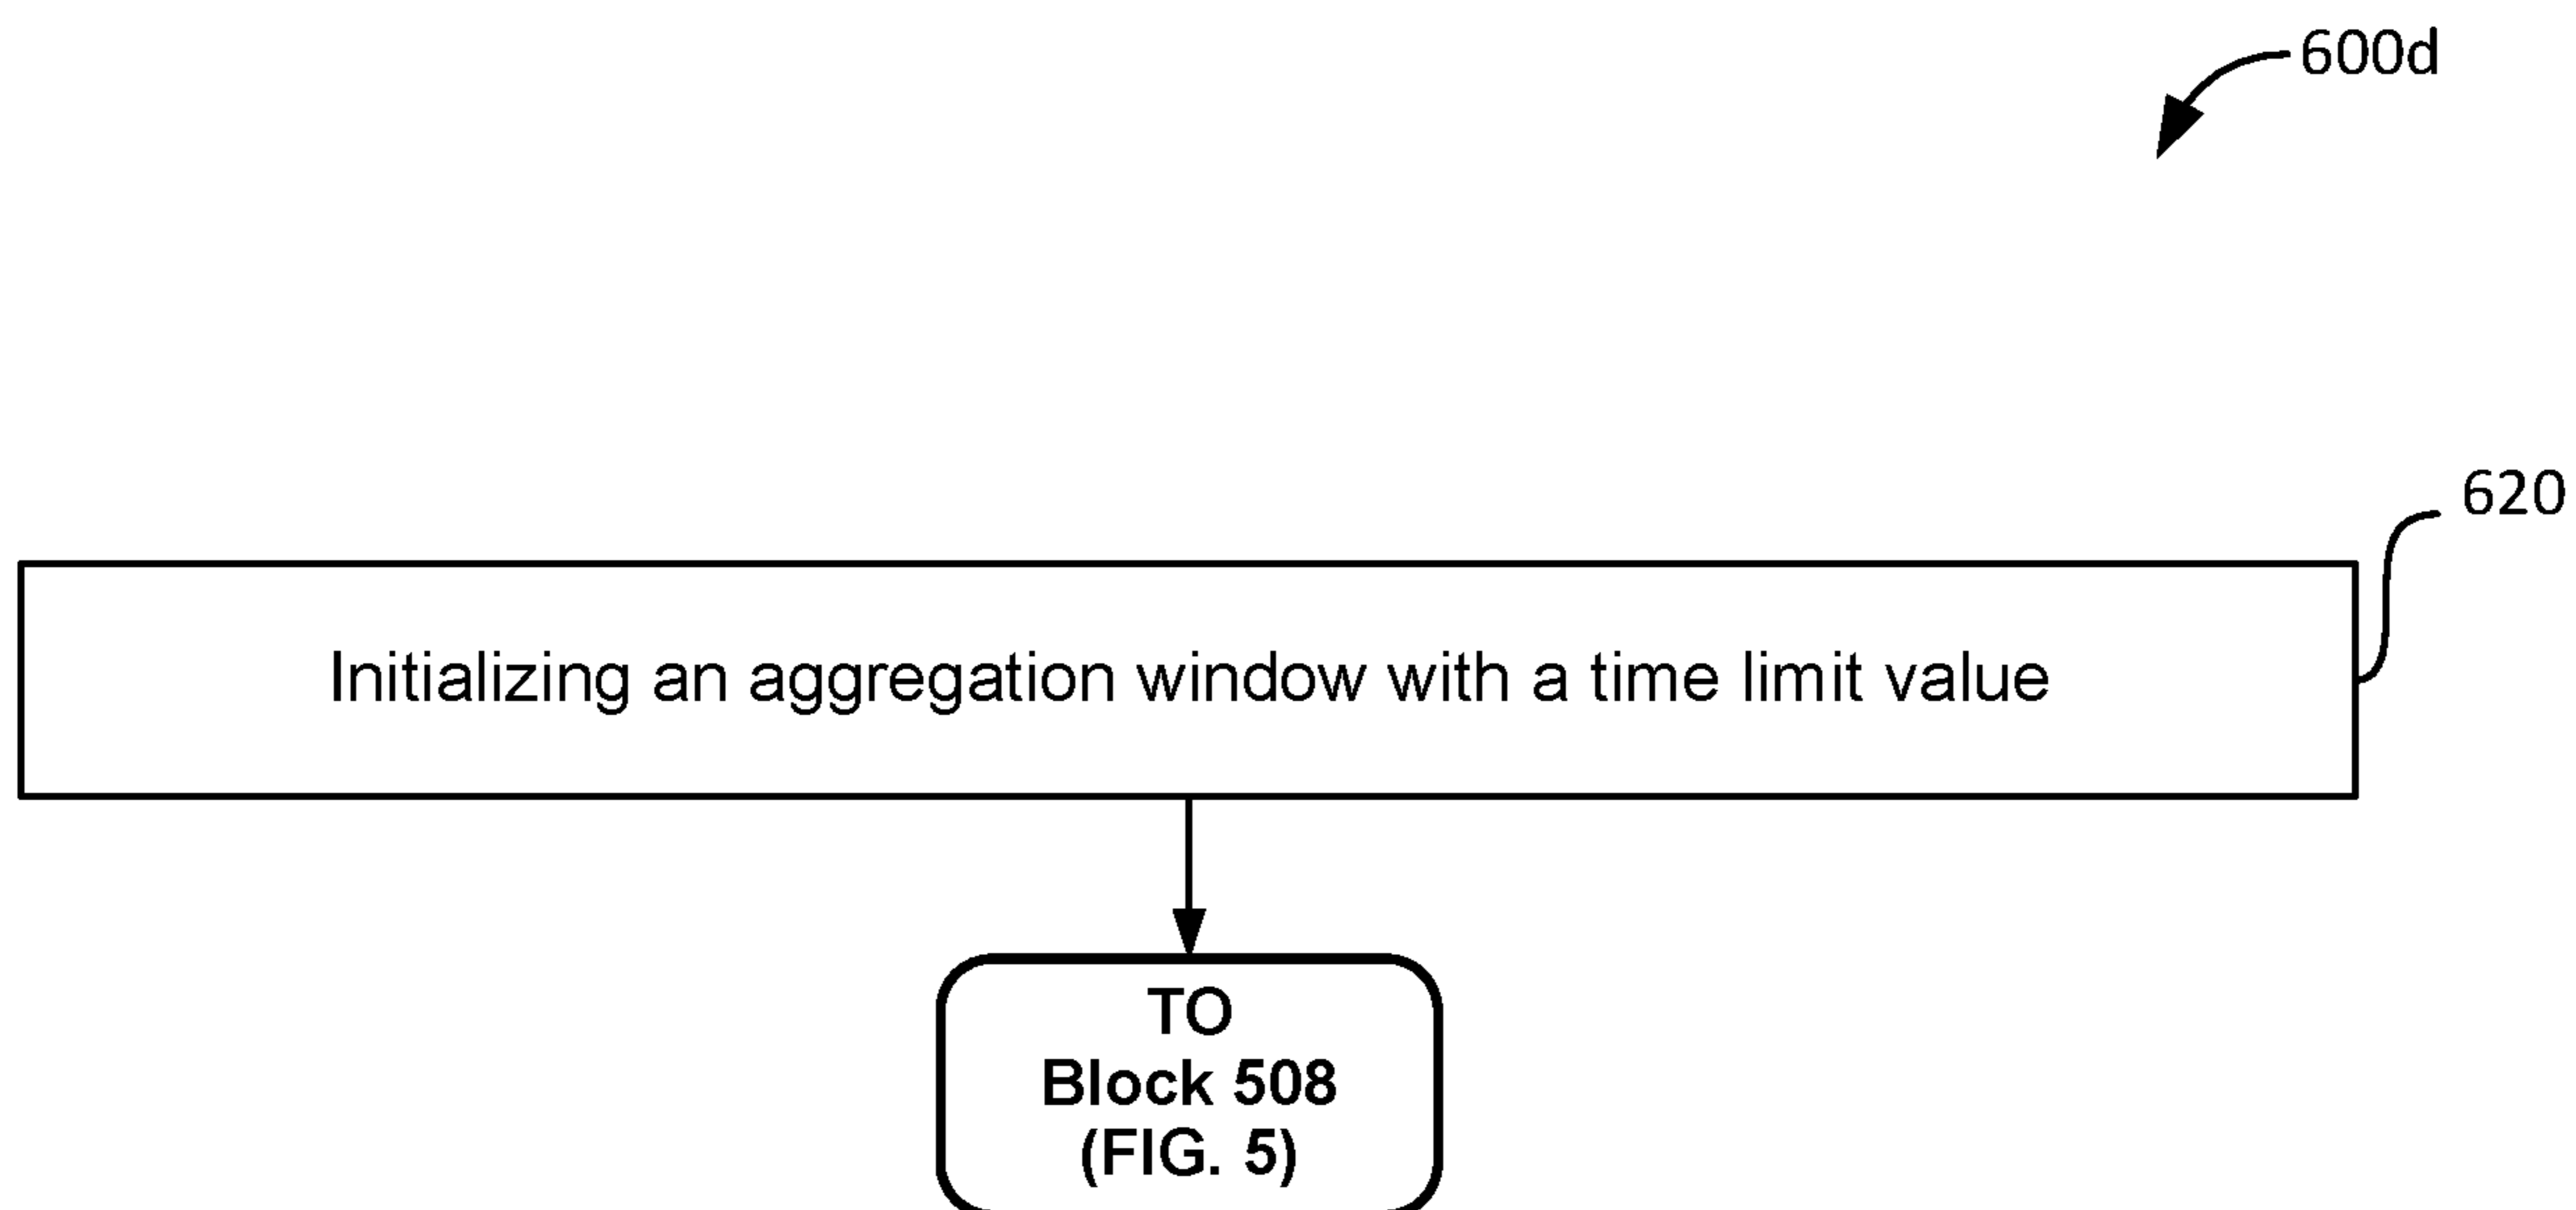 600d
620
Initializing an aggregation window with a time limit value
TO
Block 508
(FIG. 5)